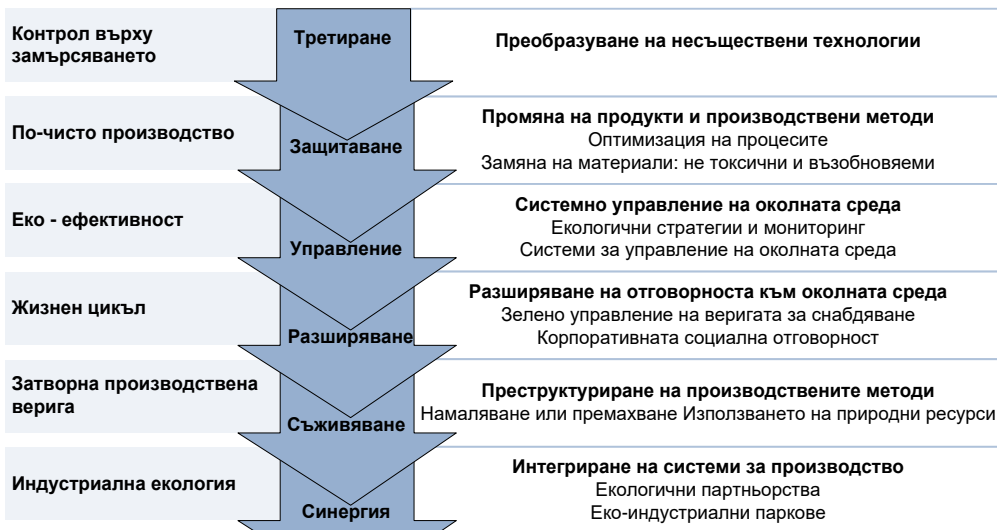 Контрол върху
замърсяването
Третиране
Преобразуване на несъществени технологии
По-чисто производство
Защитаване
Промяна на продукти и производствени методи
Оптимизация на процесите
Замяна на материали: не токсични и възобновяеми
Еко - ефективност
Управление
Системно управление на околната среда
Екологични стратегии и мониторинг
Системи за управление на околната среда
Жизнен цикъл
Разширяване
Разширяване на отговорноста към околната среда
Зелено управление на веригата за снабдяване
Корпоративната социална отговорност
Затворна производствена
верига
Съживяване
Преструктуриране на производствените методи
Намаляване или премахване Използването на природни ресурси
Индустриална екология
Синергия
Интегриране на системи за производство
Екологични партньорства
Еко-индустриални паркове